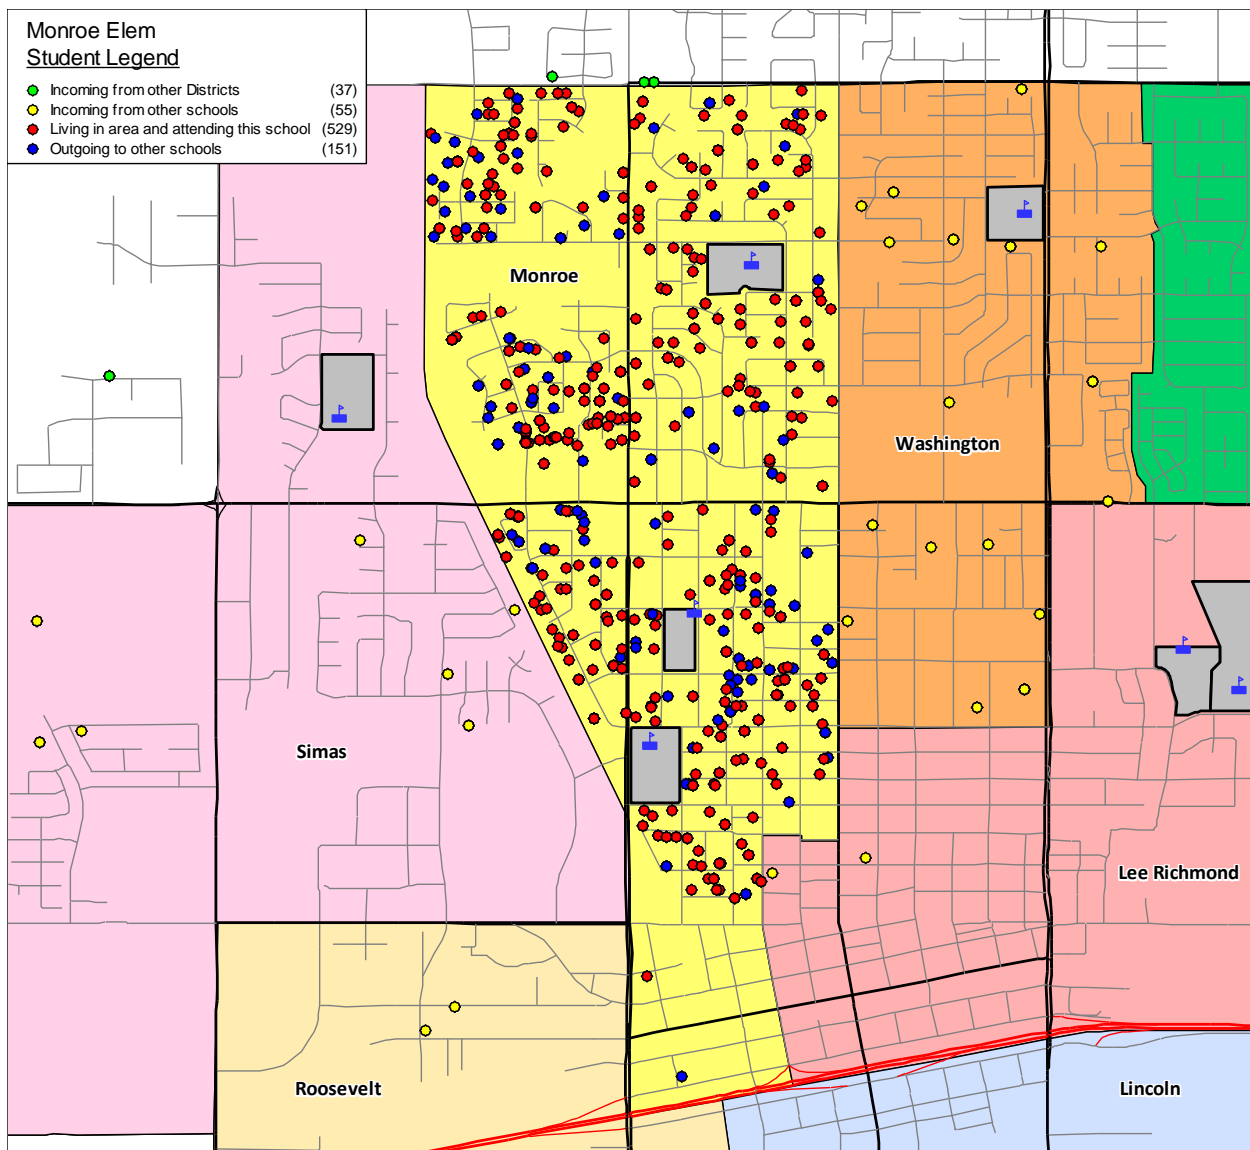 Monroe Elem
Student Legend
Incoming from other Districts (37)
Incoming from other schools (55)
Living in area and attending this school (529)
Outgoing to other schools (151)
Monroe
Washington
Simas
Lee Richmond
Roosevelt
Lincoln